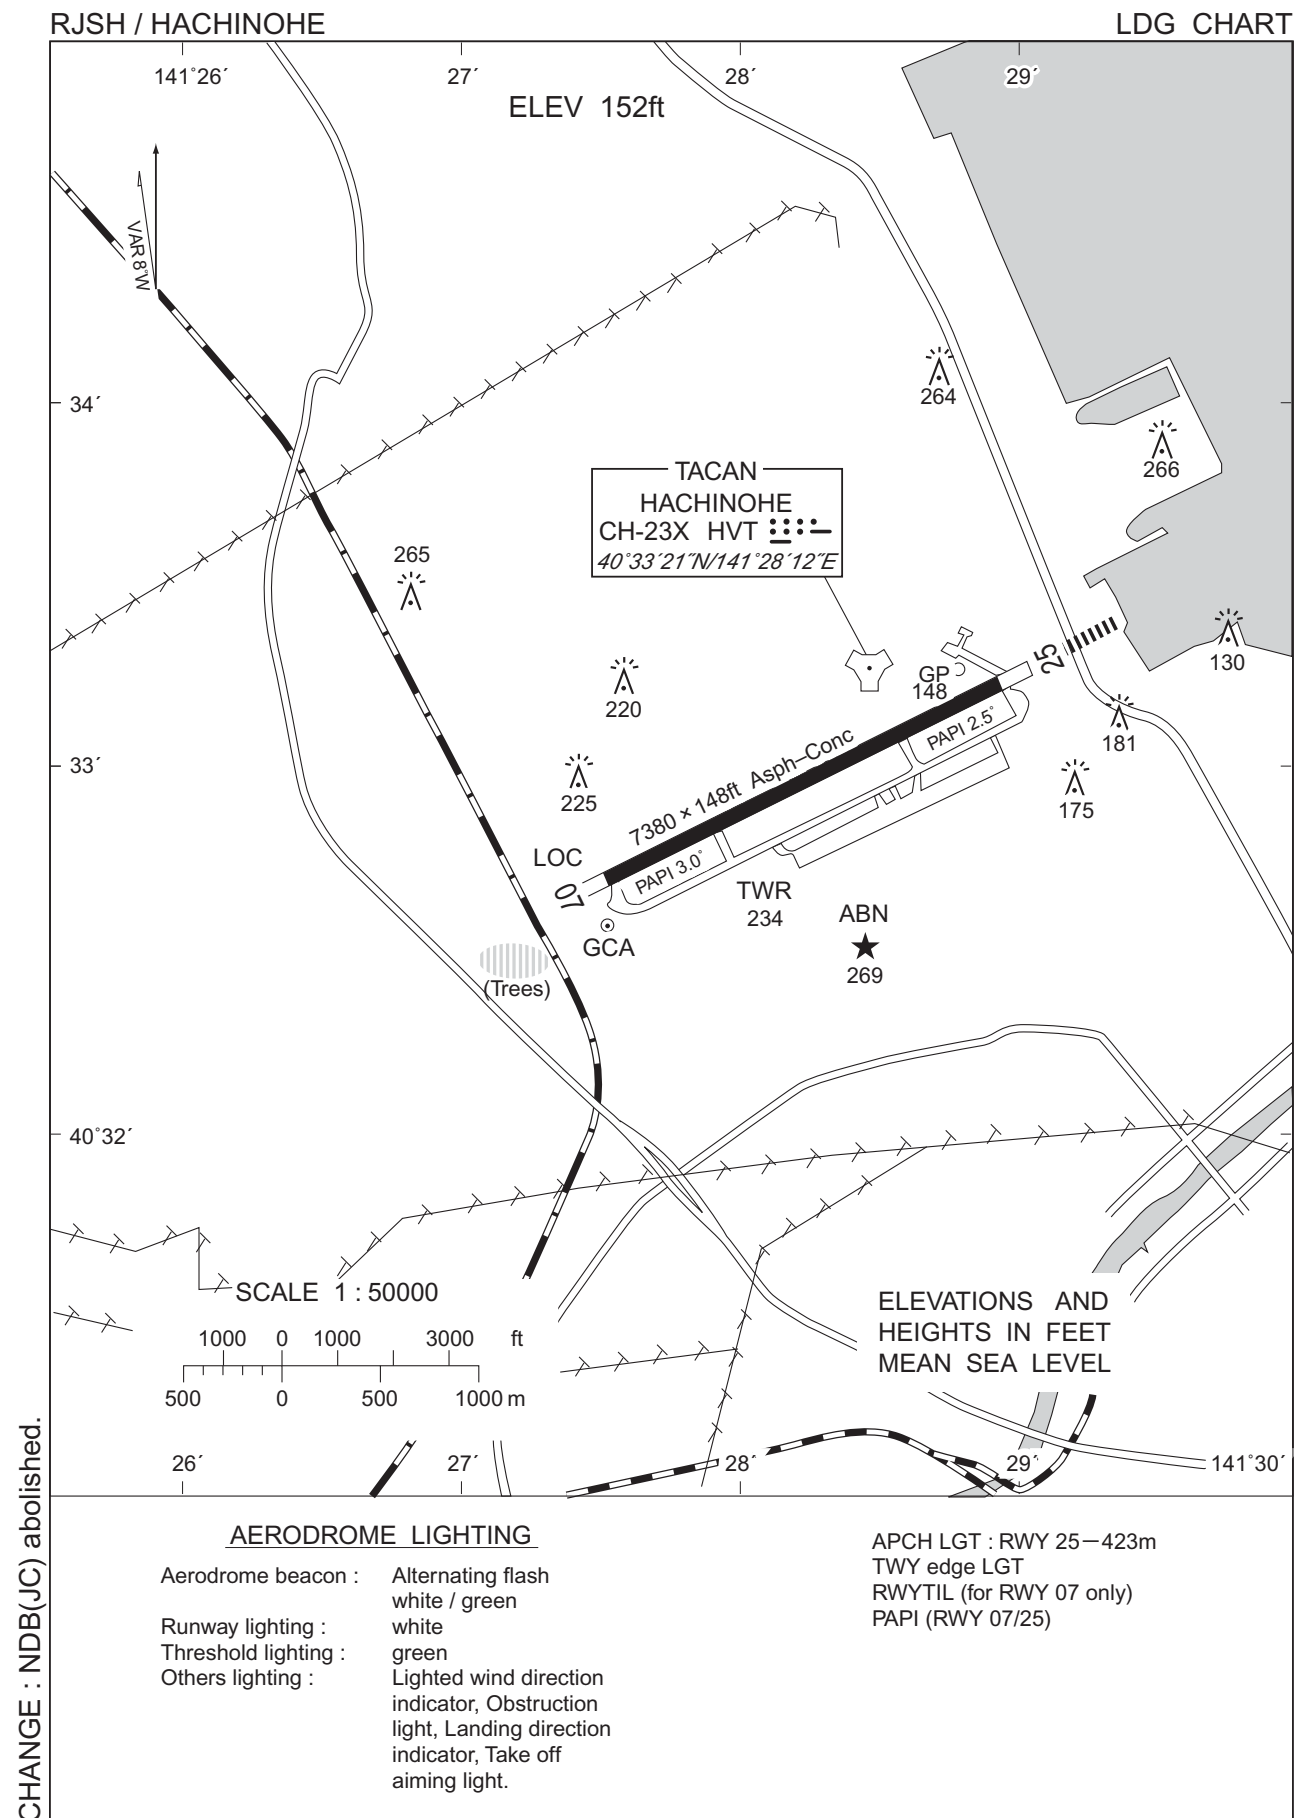 RJSH / HACHINOHE
LDG CHART
141°26´
27´
28´
29´
ELEV 152ft
VAR 8°W
34´
264
266
TACAN
HACHINOHE
CH-23X HVT
40°33´21˝N/141°28´12˝E
265
25
130
220
GP
148
PAPI 2.5°
181
33´
7380 × 148ft Asph–Conc
225
175
LOC
PAPI 3.0°
07
TWR
234
ABN
269
GCA
(Trees)
40°32´
SCALE 1 : 50000
1000 0 1000 3000 ft
500 0 500 1000 m
ELEVATIONS AND
HEIGHTS IN FEET
MEAN SEA LEVEL
26´
27´
28´
29´
141°30´
CHANGE : NDB(JC) abolished.
AERODROME LIGHTING
Aerodrome beacon : Alternating flash
white / green
Runway lighting : white
Threshold lighting : green
Others lighting : Lighted wind direction
indicator, Obstruction
light, Landing direction
indicator, Take off
aiming light.
APCH LGT : RWY 25－423m
TWY edge LGT
RWYTIL (for RWY 07 only)
PAPI (RWY 07/25)